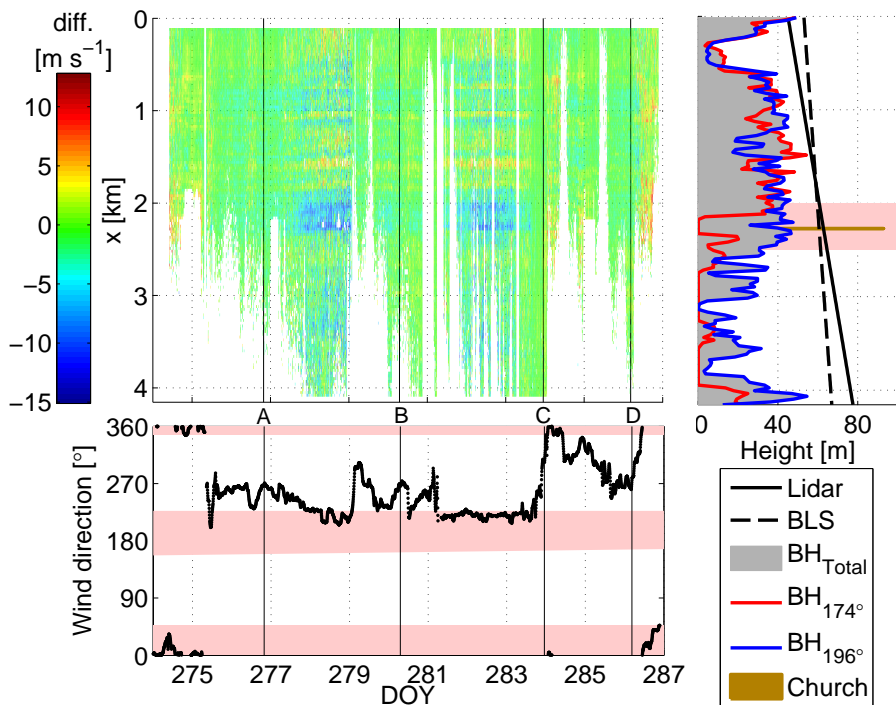 diff.
[m s⁻¹]
10
5
0
−5
−10
−15
x [km]
0
1
2
3
4
A B C D
0 40 80
Height [m]
Wind direction [°]
360
270
180
90
0
275 277 279 281 283 285 287
DOY
Lidar
BLS
BH_Total
BH_174°
BH_196°
Church